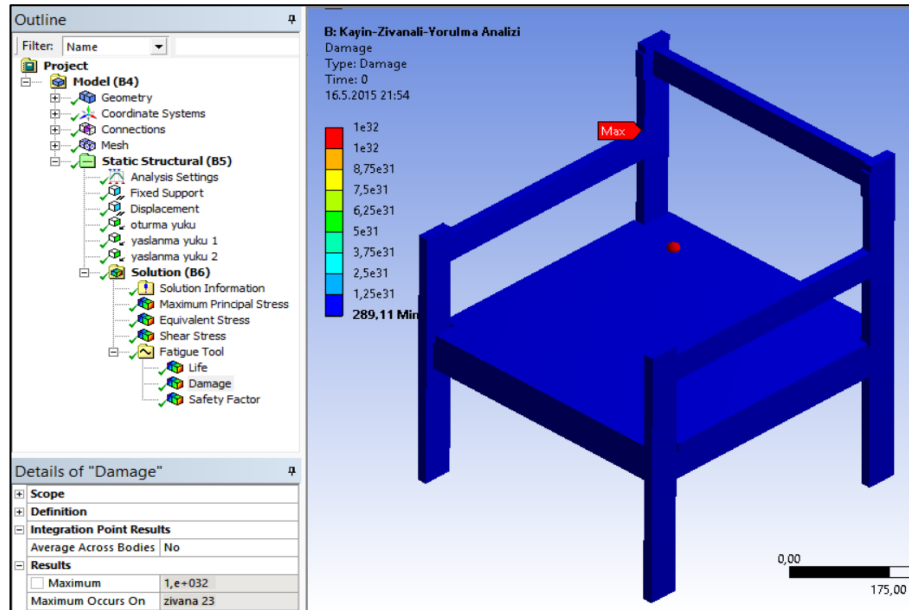 Outline
Filter: Name
Project
Model (B4)
Geometry
Coordinate Systems
Connections
Mesh
Static Structural (B5)
Analysis Settings
Fixed Support
Displacement
oturma yuku
yaslanma yuku 1
yaslanma yuku 2
Solution (B6)
Solution Information
Maximum Principal Stress
Equivalent Stress
Shear Stress
Fatigue Tool
Life
Damage
Safety Factor
Details of "Damage"
Scope
Definition
Integration Point Results
Average Across Bodies No
Results
Maximum 1,e+032
Maximum Occurs On zivana 23
B: Kayin-Zivanali-Yorulma Analizi
Damage
Type: Damage
Time: 0
16.5.2015 21:54
1e32
1e32
8,75e31
7,5e31
6,25e31
5e31
3,75e31
2,5e31
1,25e31
289,11 Min
Max
0,00
175,00